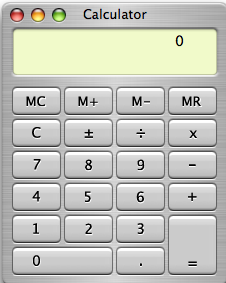 Calculator
0
MC M+ M- MR
C ± ÷ x
7 8 9 –
4 5 6 +
1 2 3
0 . =